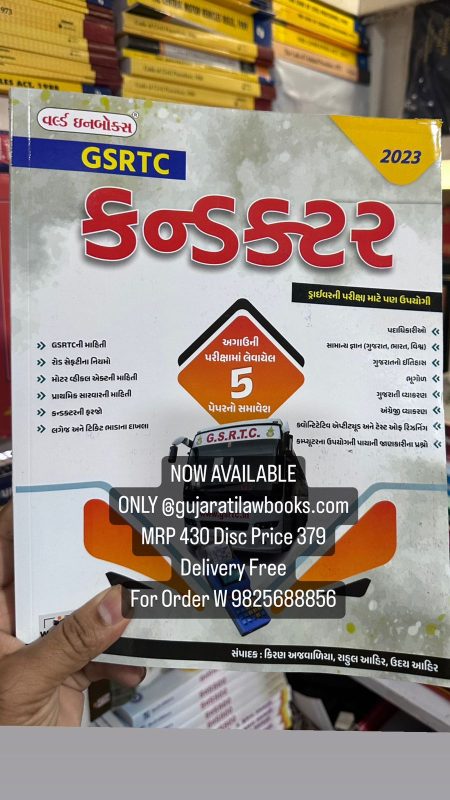 વર્લ્ડ ઇનબોક્સ
GSRTC
2023
કન્ડક્ટર
ડ્રાઈવરની પરીક્ષા માટે પણ ઉપયોગી
અગાઉની
પરીક્ષામાં લેવાયેલ
5
પેપરનો સમાવેશ
GSRTCની માહિતી
રોડ સેફ્ટીના નિયમો
મોટર વ્હીકલ એક્ટની માહિતી
પ્રાથમિક સારવારની માહિતી
કન્ડક્ટરની ફરજો
લગેજ અને ટિકિટ ભાડાના દાખલા
પદાધિકારીઓ
સામાન્ય જ્ઞાન (ગુજરાત, ભારત, વિશ્વ)
ગુજરાતનો ઈતિહાસ
ભૂગોળ
ગુજરાતી વ્યાકરણ
અંગ્રેજી વ્યાકરણ
ક્વોન્ટિટેટિવ એપ્ટીટ્યુડ અને ટેસ્ટ ઓફ રિઝનીંગ
કમ્પ્યૂટરના ઉપયોગની પાયાની જાણકારીના પ્રશ્નો
G.S.R.T.C.
NOW AVAILABLE
ONLY @gujaratilawbooks.com
MRP 430 Disc Price 379
Delivery Free
For Order W 9825688856
સંપાદક : કિરણ અજવાળિયા, રાહુલ આહિર, ઉદય આહિર